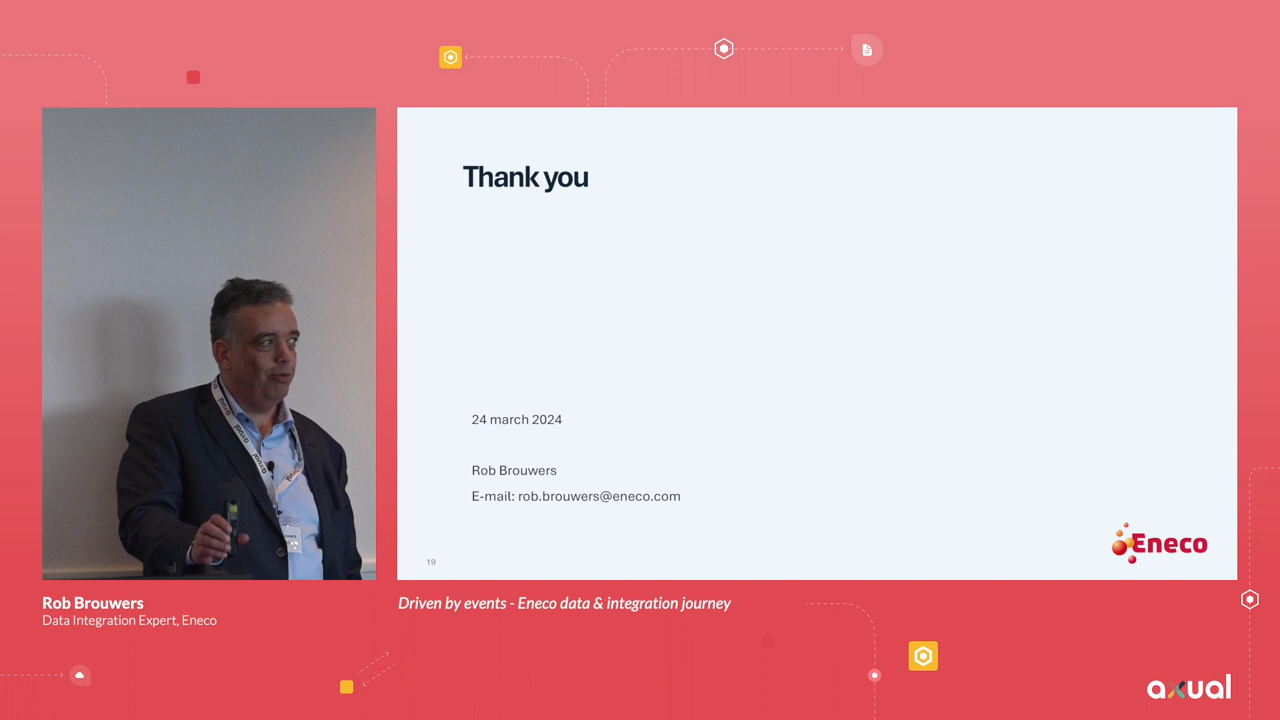 Thank you
24 march 2024
Rob Brouwers
E-mail: rob.brouwers@eneco.com
19
Eneco
Rob Brouwers
Data Integration Expert, Eneco
Driven by events - Eneco data & integration journey
axual